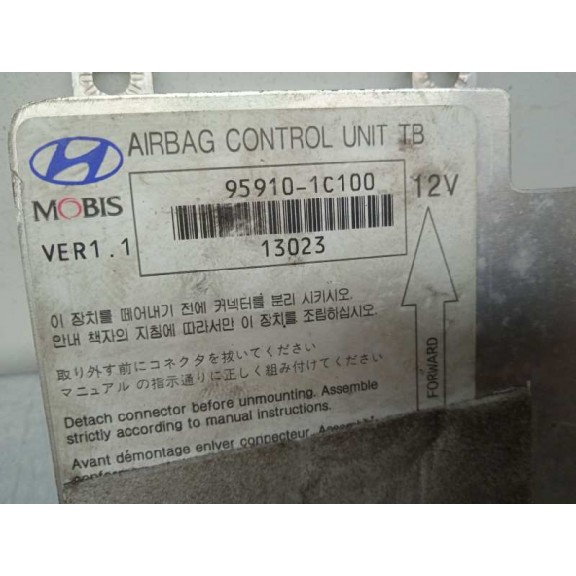 AIRBAG CONTROL UNIT TB
MOBIS
95910-1C100
12V
VER1.1
13023
이 장치를 떼어내기 전에 커넥터를 분리 시키시오.
안내 책자의 지침에 따라서만 이 장치를 조립하십시오.
取り外す前にコネクタを抜いてください
マニュアル の指示通りに正しく組み付けてください
FORWARD
Detach connector before unmounting. Assemble
strictly according to manual instructions.
Avant démontage enlver connecteur.